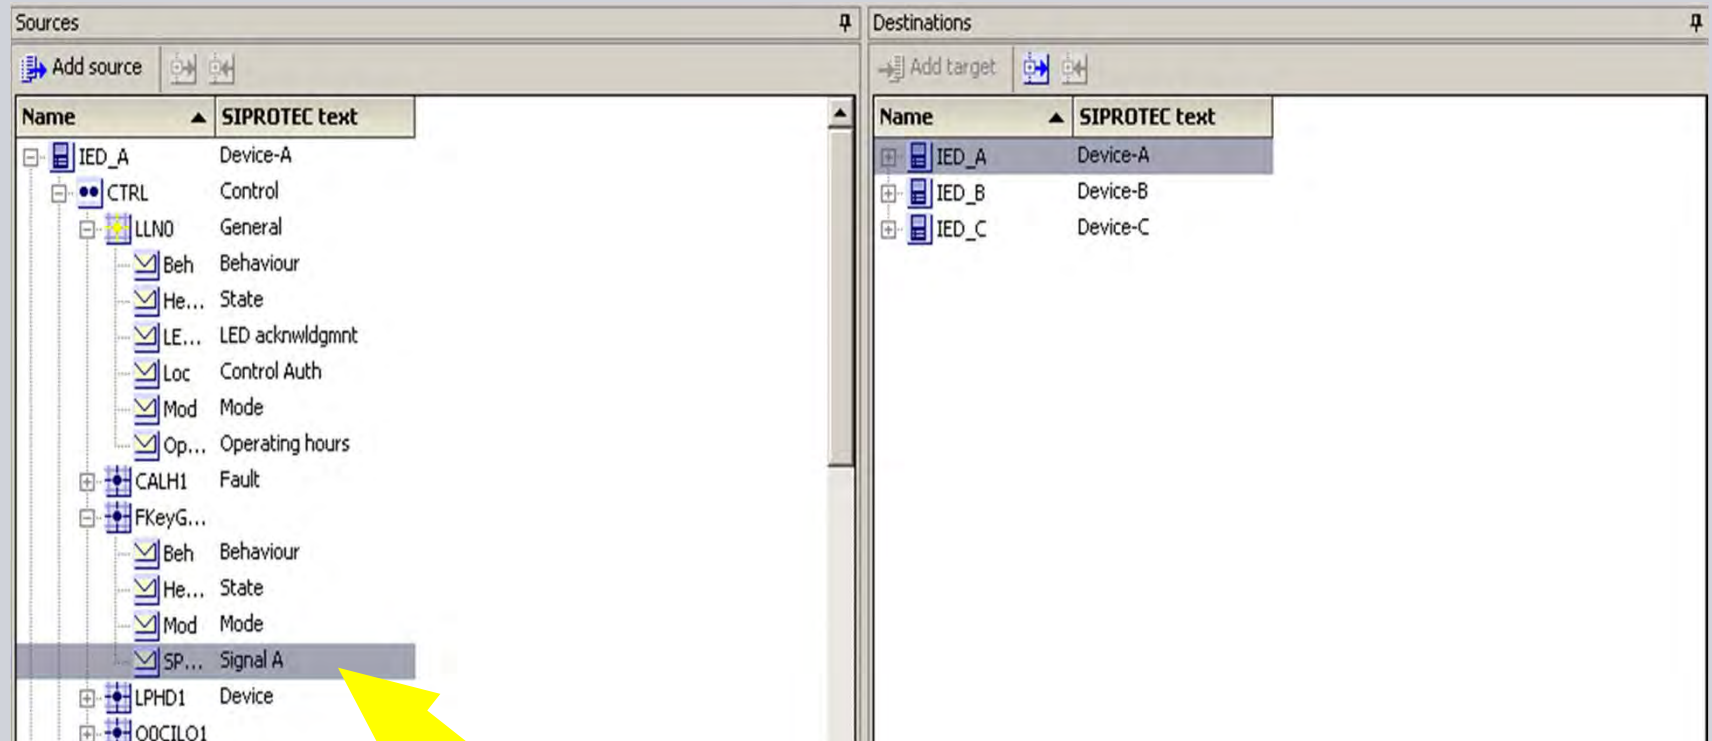 Sources
Add source
Name SIPROTEC text
IED_A Device-A
CTRL Control
LLN0 General
Beh Behaviour
He... State
LE... LED acknwldgmnt
Loc Control Auth
Mod Mode
Op... Operating hours
CALH1 Fault
FKeyG...
Beh Behaviour
He... State
Mod Mode
SP... Signal A
LPHD1 Device
Q0CILO1
Destinations
Add target
Name SIPROTEC text
IED_A Device-A
IED_B Device-B
IED_C Device-C